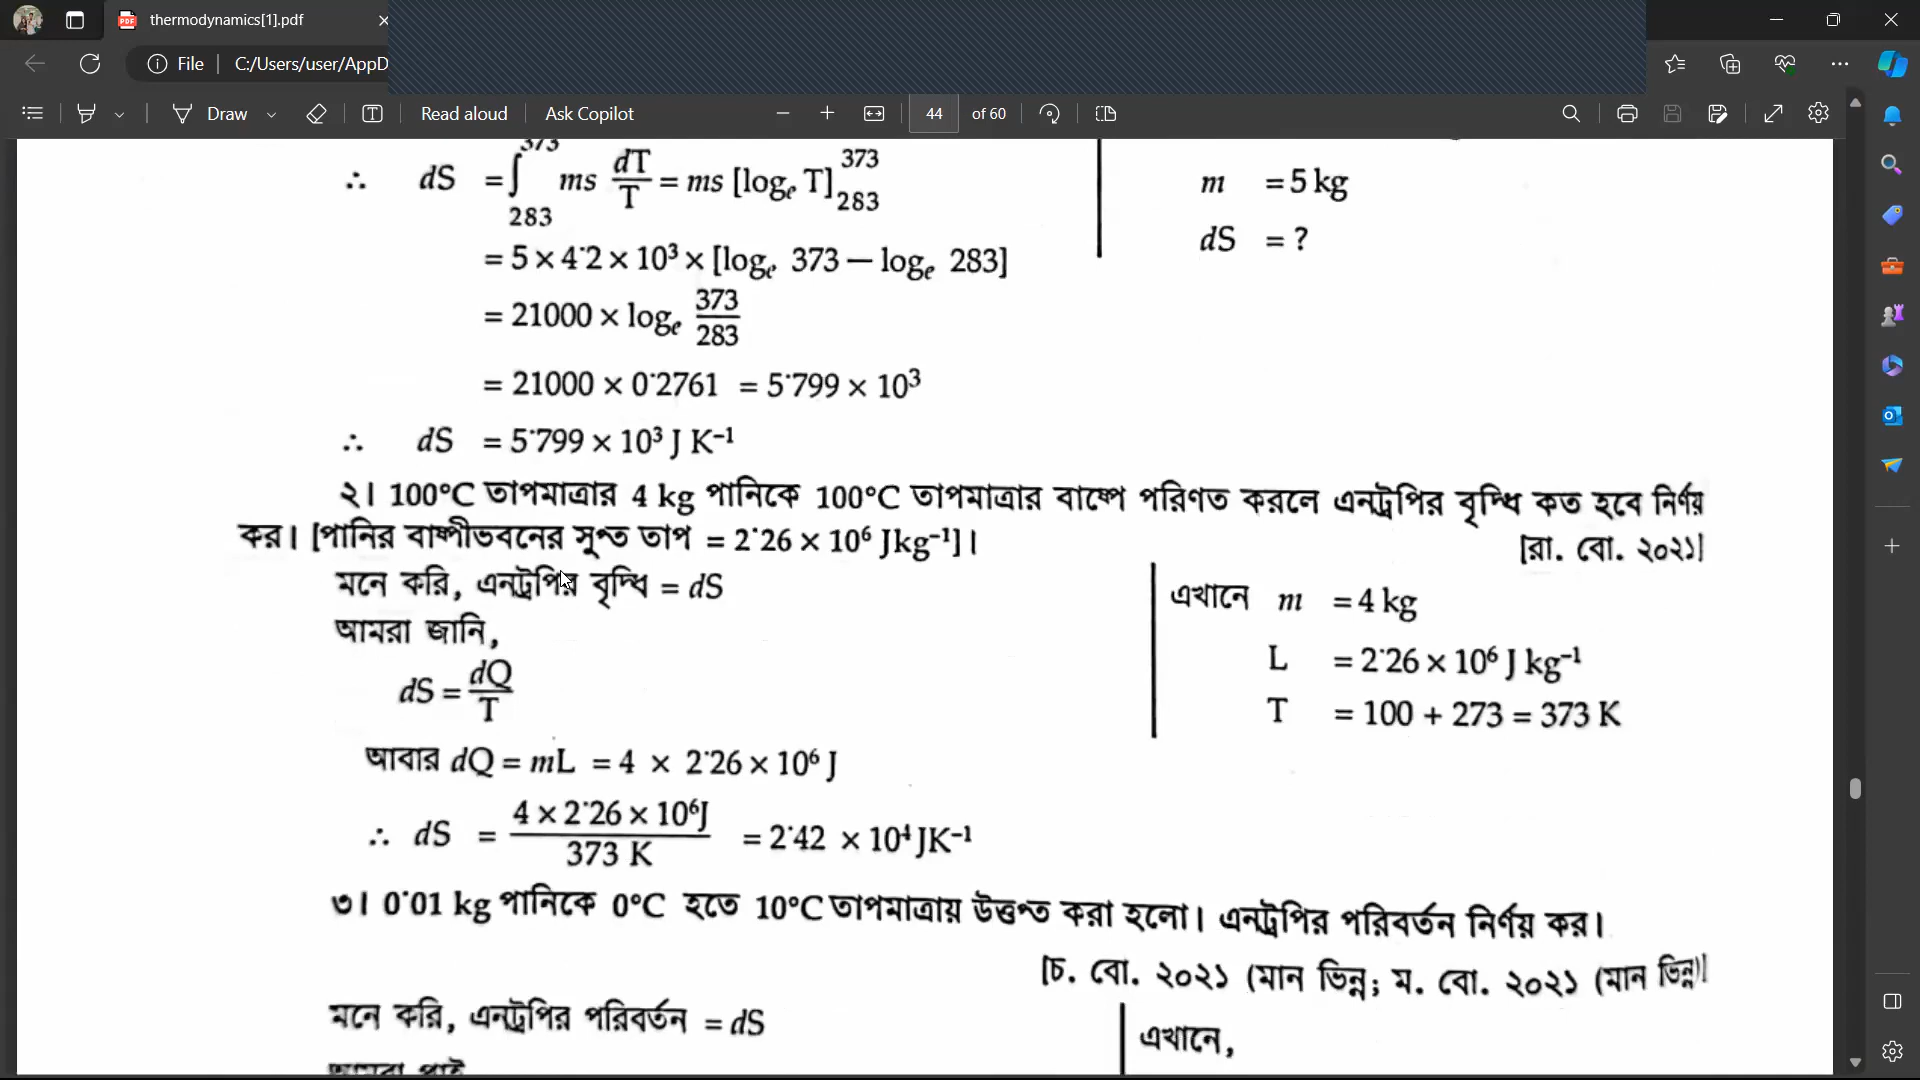 thermodynamics[1].pdf
File
C:/Users/user/AppD
Draw
Read aloud
Ask Copilot
44 of 60
∴ dS = ∫₂₈₃³⁷³ ms dT/T = ms [logₑ T]₂₈₃³⁷³
m = 5 kg
dS = ?
= 5 × 4·2 × 10³ × [logₑ 373 — logₑ 283]
= 21000 × logₑ 373/283
= 21000 × 0·2761 = 5·799 × 10³
∴ dS = 5·799 × 10³ J K⁻¹
২। 100°C তাপমাত্রার 4 kg পানিকে 100°C তাপমাত্রার বাষ্পে পরিণত করলে এনট্রপির বৃদ্ধি কত হবে নির্ণয়
কর। [পানির বাষ্পীভবনের সুপ্ত তাপ = 2·26 × 10⁶ Jkg⁻¹]।
[রা. বো. ২০২১]
মনে করি, এনট্রপির বৃদ্ধি = dS
আমরা জানি,
dS = dQ/T
এখানে m = 4 kg
L = 2·26 × 10⁶ J kg⁻¹
T = 100 + 273 = 373 K
আবার dQ = mL = 4 × 2·26 × 10⁶ J
∴ dS = 4 × 2·26 × 10⁶J / 373 K = 2·42 × 10⁴ JK⁻¹
৩। 0·01 kg পানিকে 0°C হতে 10°C তাপমাত্রায় উত্তপ্ত করা হলো। এনট্রপির পরিবর্তন নির্ণয় কর।
[চ. বো. ২০২১ (মান ভিন্ন; ম. বো. ২০২১ (মান ভিন্ন)]
মনে করি, এনট্রপির পরিবর্তন = dS
এখানে,